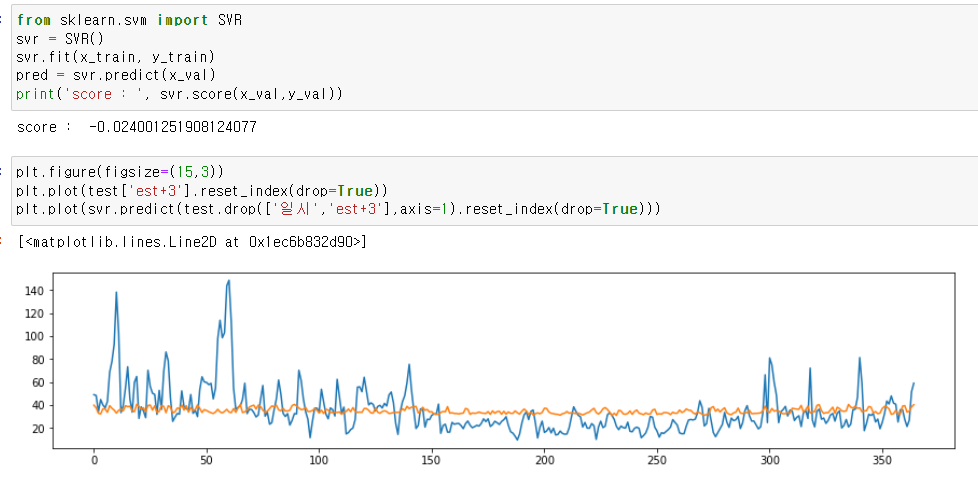 from sklearn.svm import SVR
svr = SVR()
svr.fit(x_train, y_train)
pred = svr.predict(x_val)
print('score : ', svr.score(x_val,y_val))
score :  -0.024001251908124077
plt.figure(figsize=(15,3))
plt.plot(test['est+3'].reset_index(drop=True))
plt.plot(svr.predict(test.drop(['일시','est+3'],axis=1).reset_index(drop=True)))
[<matplotlib.lines.Line2D at 0x1ec6b832d90>]
140
120
100
80
60
40
20
0 50 100 150 200 250 300 350